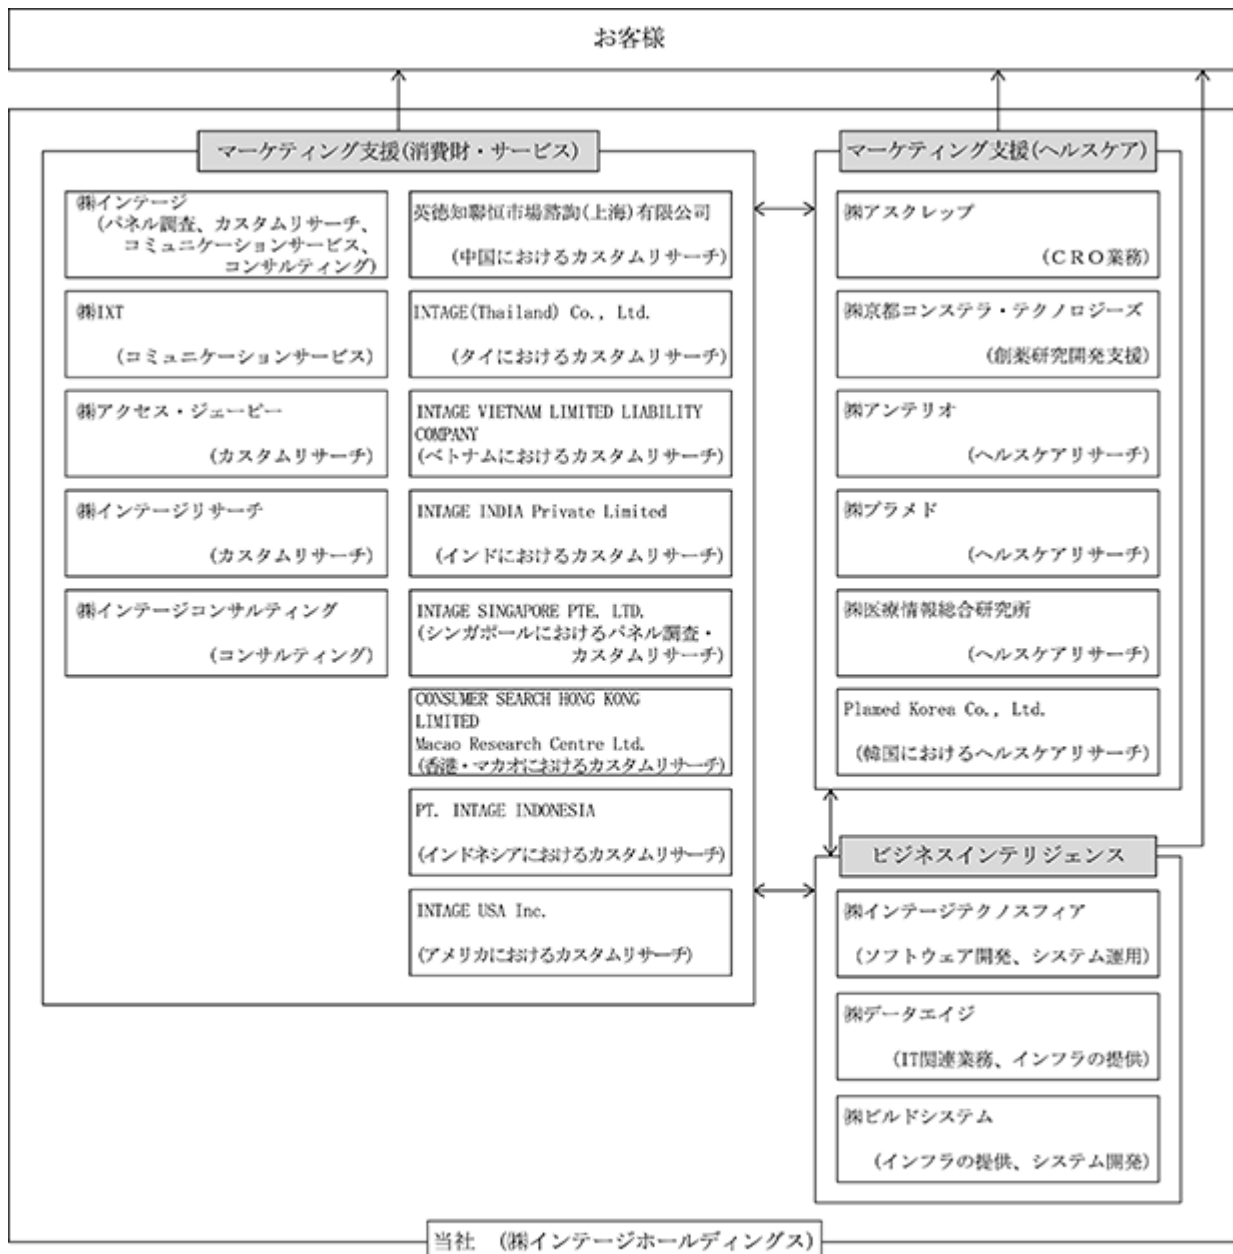 お客様
マーケティング支援(消費財・サービス)
㈱インテージ
(パネル調査、カスタムリサーチ、
コミュニケーションサービス、
コンサルティング)
㈱IXT
(コミュニケーションサービス)
㈱アクセス・ジェーピー
(カスタムリサーチ)
㈱インテージリサーチ
(カスタムリサーチ)
㈱インテージコンサルティング
(コンサルティング)
英徳知聯恒市場諮詢(上海)有限公司
(中国におけるカスタムリサーチ)
INTAGE(Thailand) Co., Ltd.
(タイにおけるカスタムリサーチ)
INTAGE VIETNAM LIMITED LIABILITY
COMPANY
(ベトナムにおけるカスタムリサーチ)
INTAGE INDIA Private Limited
(インドにおけるカスタムリサーチ)
INTAGE SINGAPORE PTE. LTD.
(シンガポールにおけるパネル調査・
カスタムリサーチ)
CONSUMER SEARCH HONG KONG
LIMITED
Macao Research Centre Ltd.
(香港・マカオにおけるカスタムリサーチ)
PT. INTAGE INDONESIA
(インドネシアにおけるカスタムリサーチ)
INTAGE USA Inc.
(アメリカにおけるカスタムリサーチ)
マーケティング支援(ヘルスケア)
㈱アスクレップ
(ＣＲＯ業務)
㈱京都コンステラ・テクノロジーズ
(創薬研究開発支援)
㈱アンテリオ
(ヘルスケアリサーチ)
㈱プラメド
(ヘルスケアリサーチ)
㈱医療情報総合研究所
(ヘルスケアリサーチ)
Plamed Korea Co., Ltd.
(韓国におけるヘルスケアリサーチ)
ビジネスインテリジェンス
㈱インテージテクノスフィア
(ソフトウェア開発、システム運用)
㈱データエイジ
(IT関連業務、インフラの提供)
㈱ビルドシステム
(インフラの提供、システム開発)
当社　(㈱インテージホールディングス)